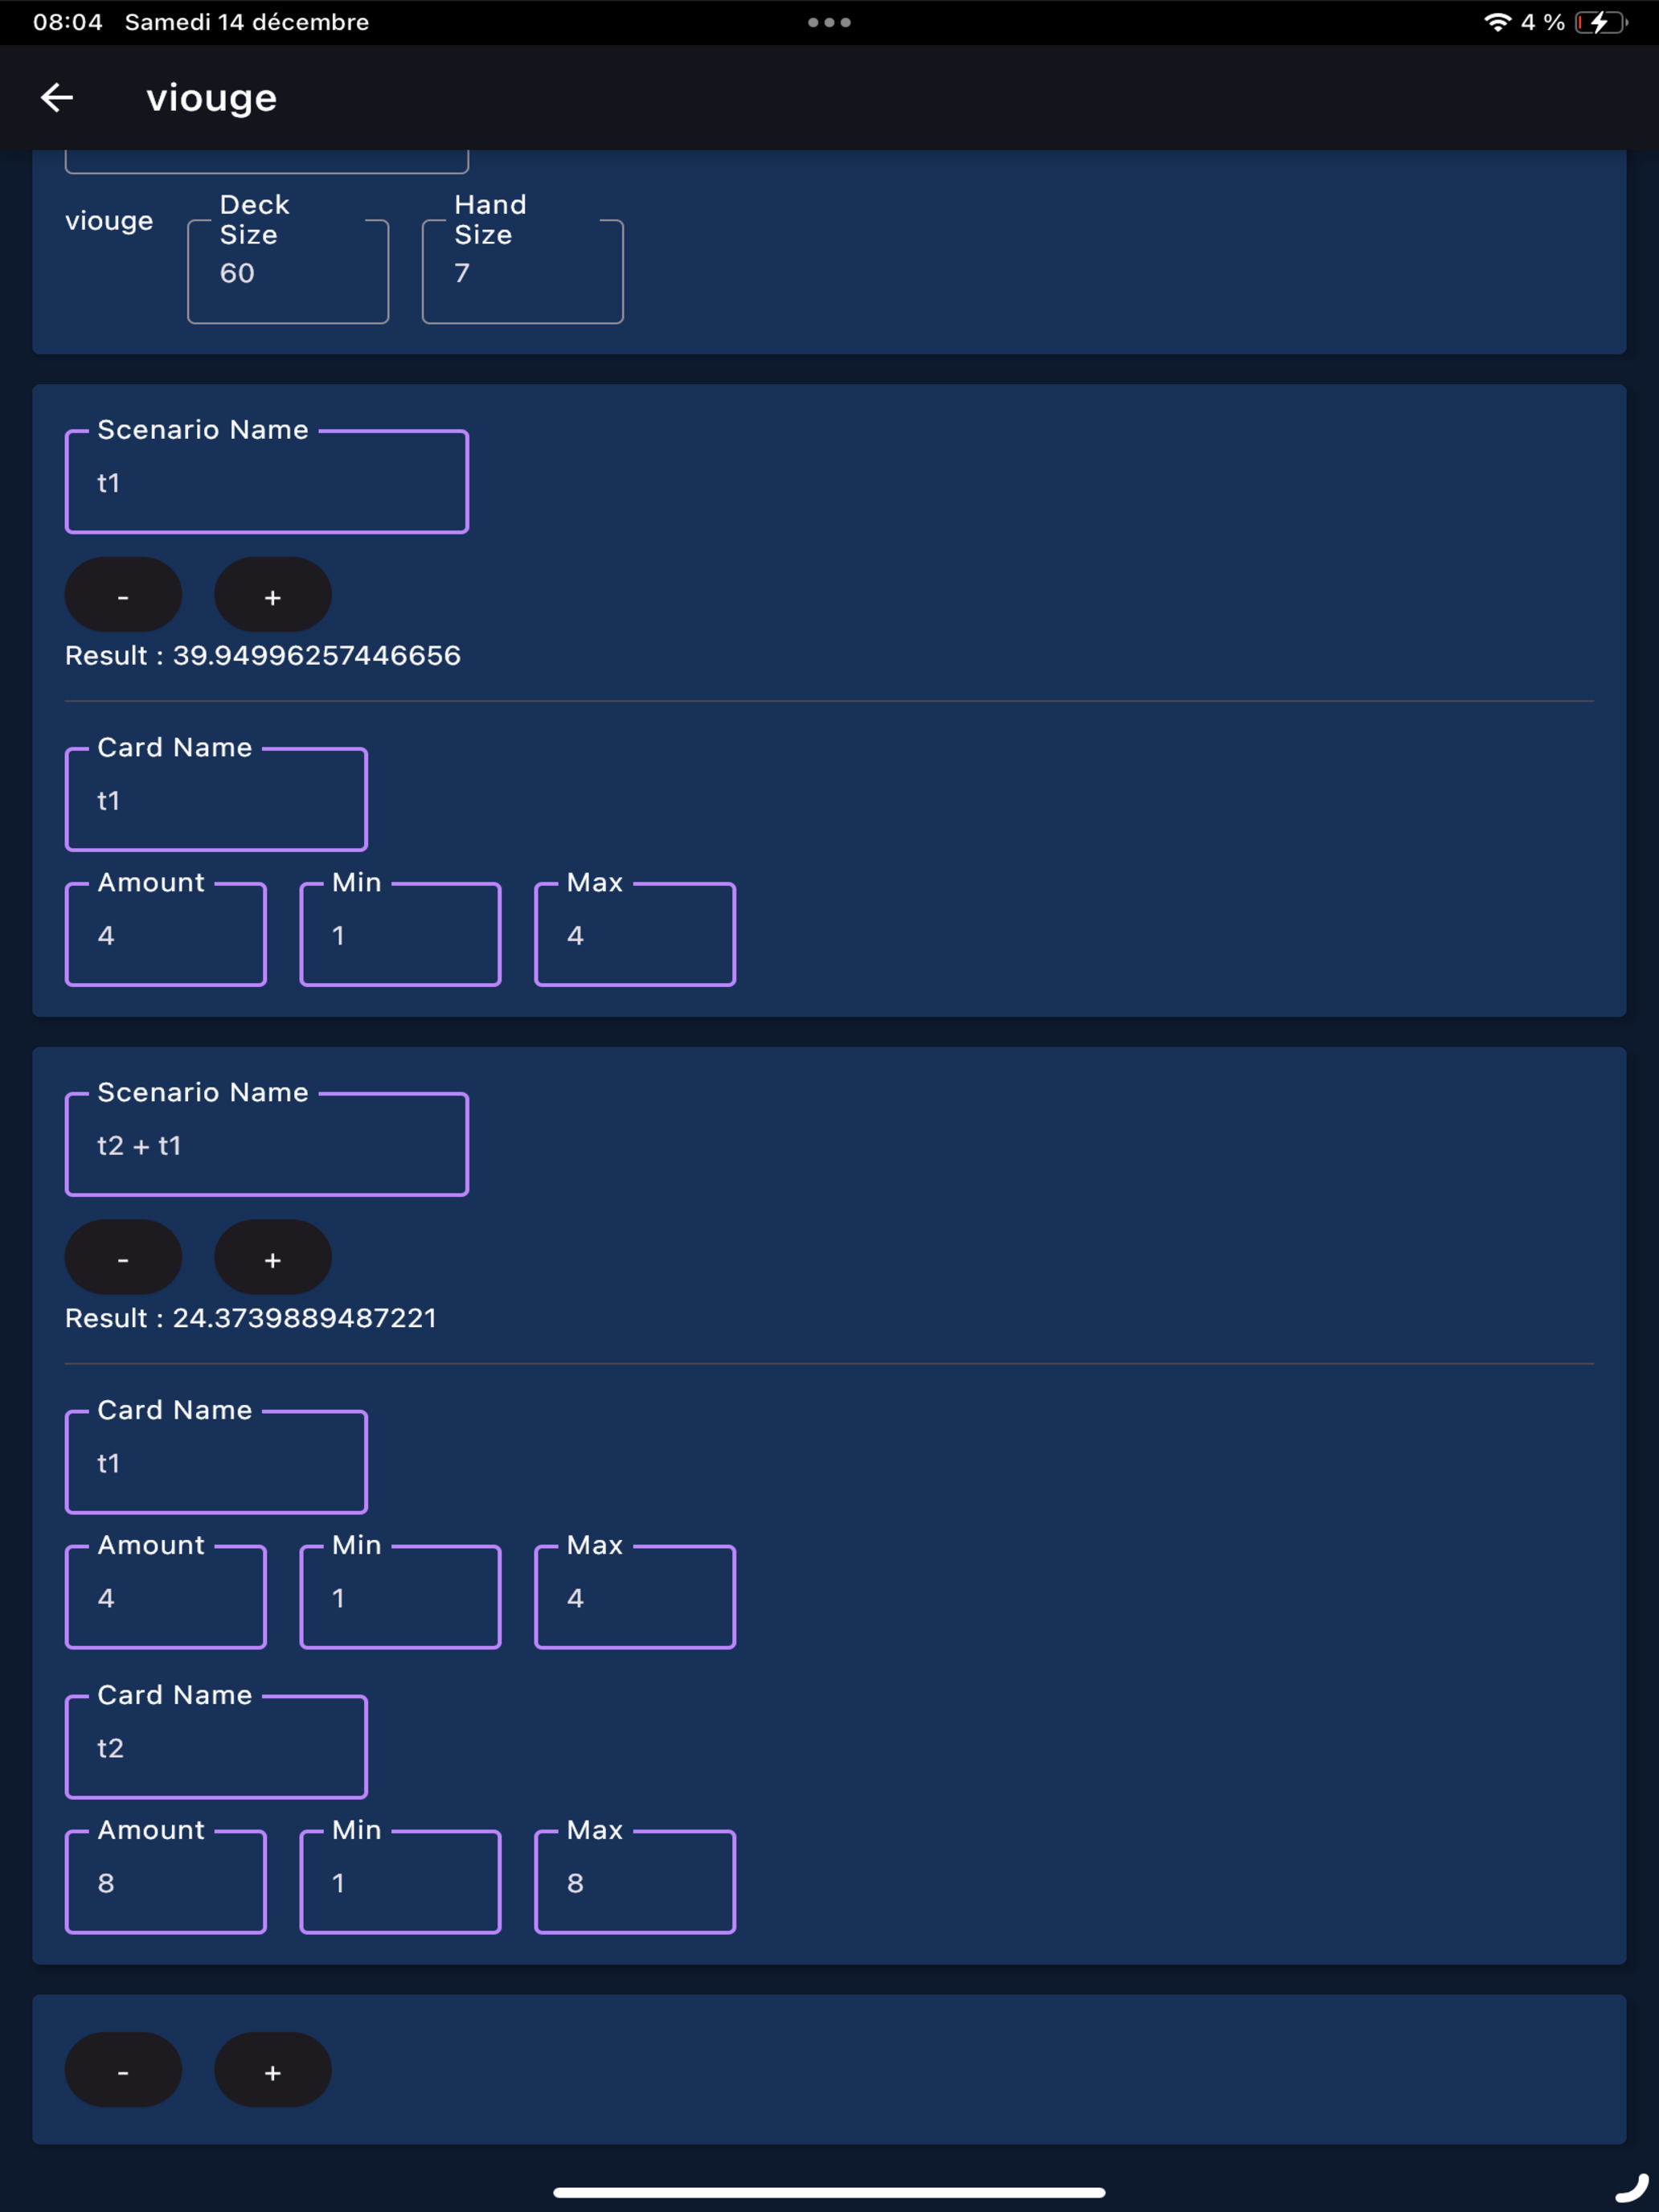 08:04 Samedi 14 décembre
4 %
viouge
viouge
Deck
Size
60
Hand
Size
7
Scenario Name
t1
- +
Result : 39.94996257446656
Card Name
t1
Amount Min Max
4 1 4
Scenario Name
t2 + t1
- +
Result : 24.3739889487221
Card Name
t1
Amount Min Max
4 1 4
Card Name
t2
Amount Min Max
8 1 8
- +